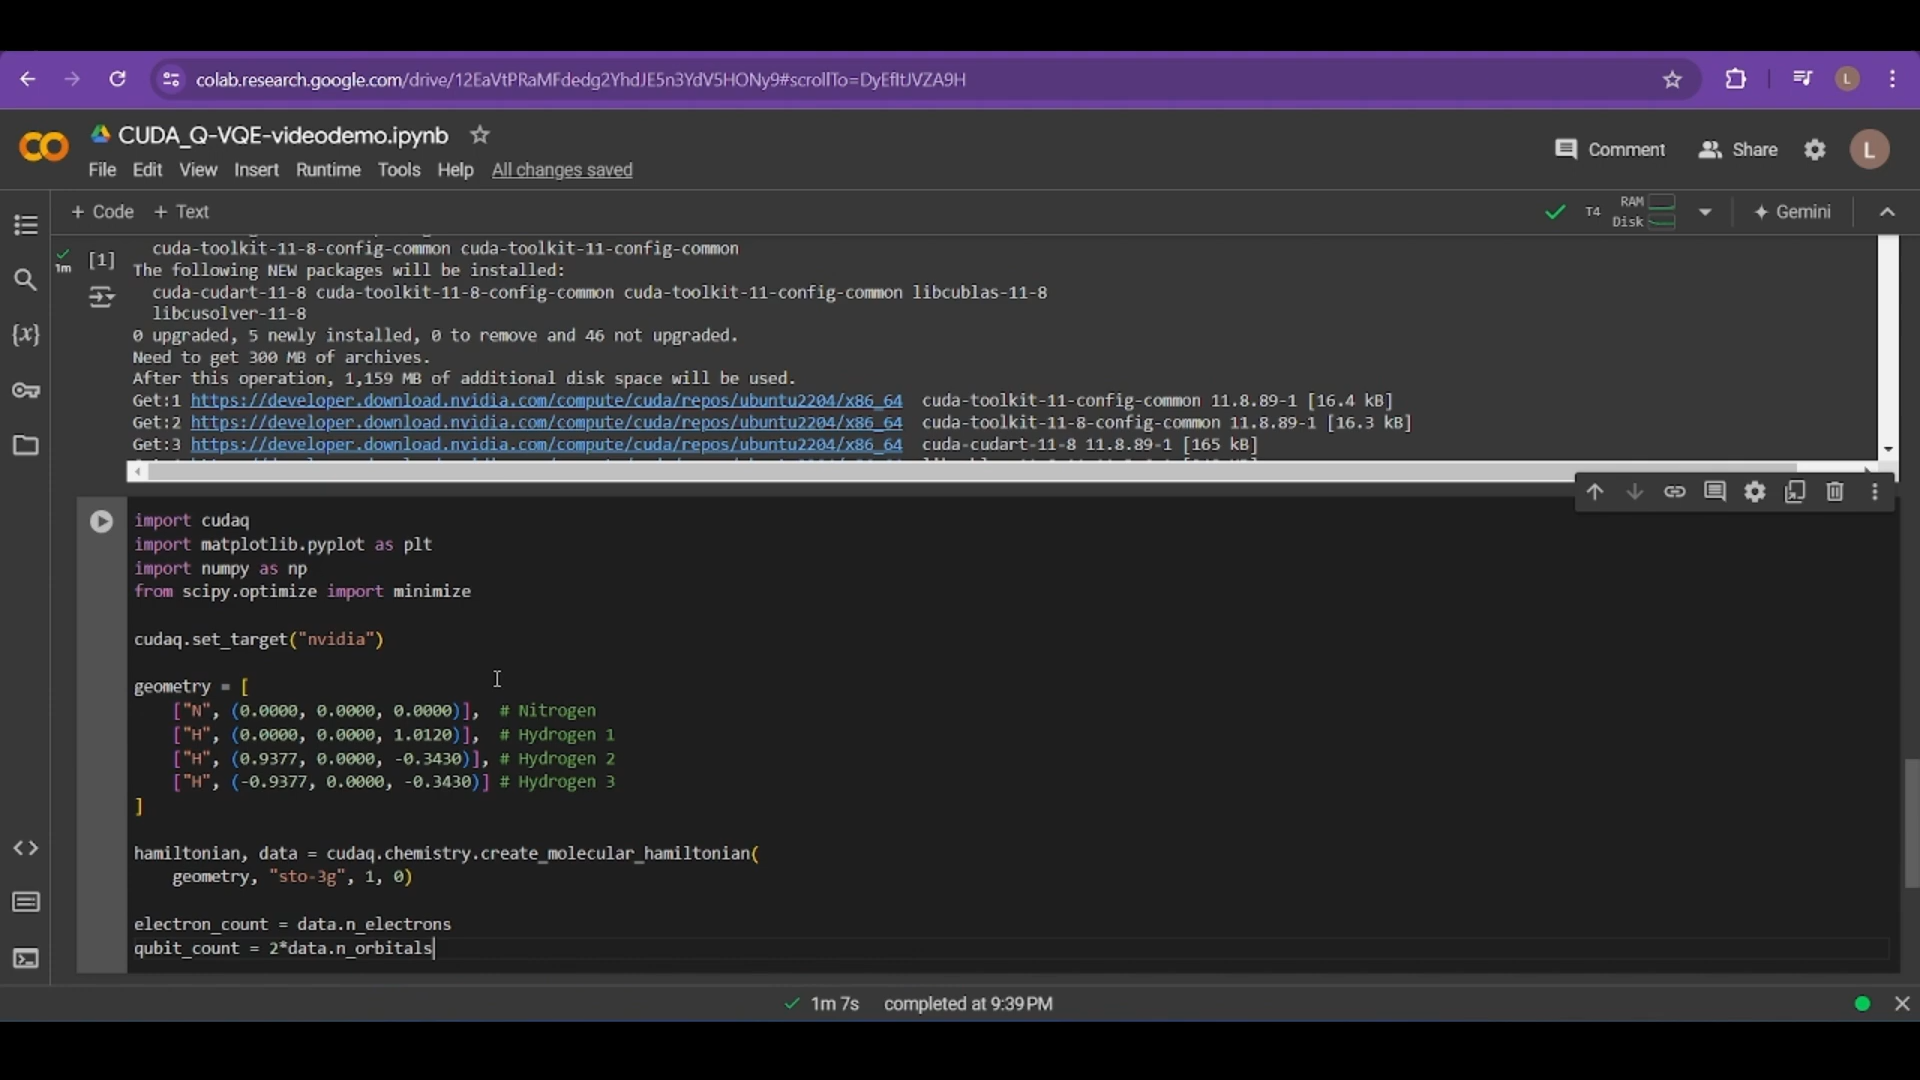 colab.research.google.com/drive/12EaVtPRaMFdedg2YhdJE5n3YdV5HONy9#scrollTo=DyEfItJVZA9H
L
CUDA_Q-VQE-videodemo.ipynb
Comment
Share
L
File Edit View Insert Runtime Tools Help All changes saved
+ Code + Text
T4
RAM
Disk
Gemini
cuda-toolkit-11-8-config-common cuda-toolkit-11-config-common
1m
[1]
The following NEW packages will be installed:
cuda-cudart-11-8 cuda-toolkit-11-8-config-common cuda-toolkit-11-config-common libcublas-11-8
libcusolver-11-8
0 upgraded, 5 newly installed, 0 to remove and 46 not upgraded.
Need to get 300 MB of archives.
After this operation, 1,159 MB of additional disk space will be used.
Get:1 https://developer.download.nvidia.com/compute/cuda/repos/ubuntu2204/x86_64 cuda-toolkit-11-config-common 11.8.89-1 [16.4 kB]
Get:2 https://developer.download.nvidia.com/compute/cuda/repos/ubuntu2204/x86_64 cuda-toolkit-11-8-config-common 11.8.89-1 [16.3 kB]
Get:3 https://developer.download.nvidia.com/compute/cuda/repos/ubuntu2204/x86_64 cuda-cudart-11-8 11.8.89-1 [165 kB]
import cudaq
import matplotlib.pyplot as plt
import numpy as np
from scipy.optimize import minimize
cudaq.set_target("nvidia")
geometry = [
["N", (0.0000, 0.0000, 0.0000)], # Nitrogen
["H", (0.0000, 0.0000, 1.0120)], # Hydrogen 1
["H", (0.9377, 0.0000, -0.3430)], # Hydrogen 2
["H", (-0.9377, 0.0000, -0.3430)] # Hydrogen 3
]
hamiltonian, data = cudaq.chemistry.create_molecular_hamiltonian(
geometry, "sto-3g", 1, 0)
electron_count = data.n_electrons
qubit_count = 2*data.n_orbitals
1m 7s completed at 9:39 PM